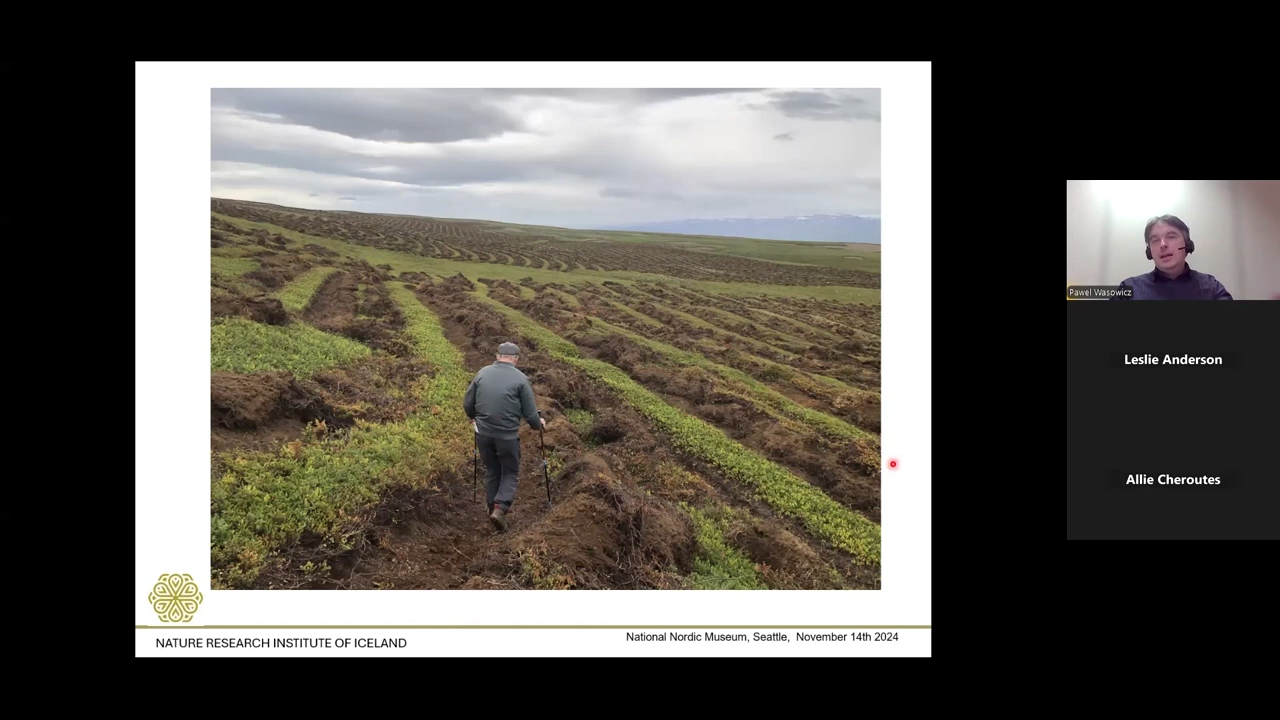 NATURE RESEARCH INSTITUTE OF ICELAND
National Nordic Museum, Seattle, November 14th 2024
Pawel Wasowicz
Leslie Anderson
Allie Cheroutes